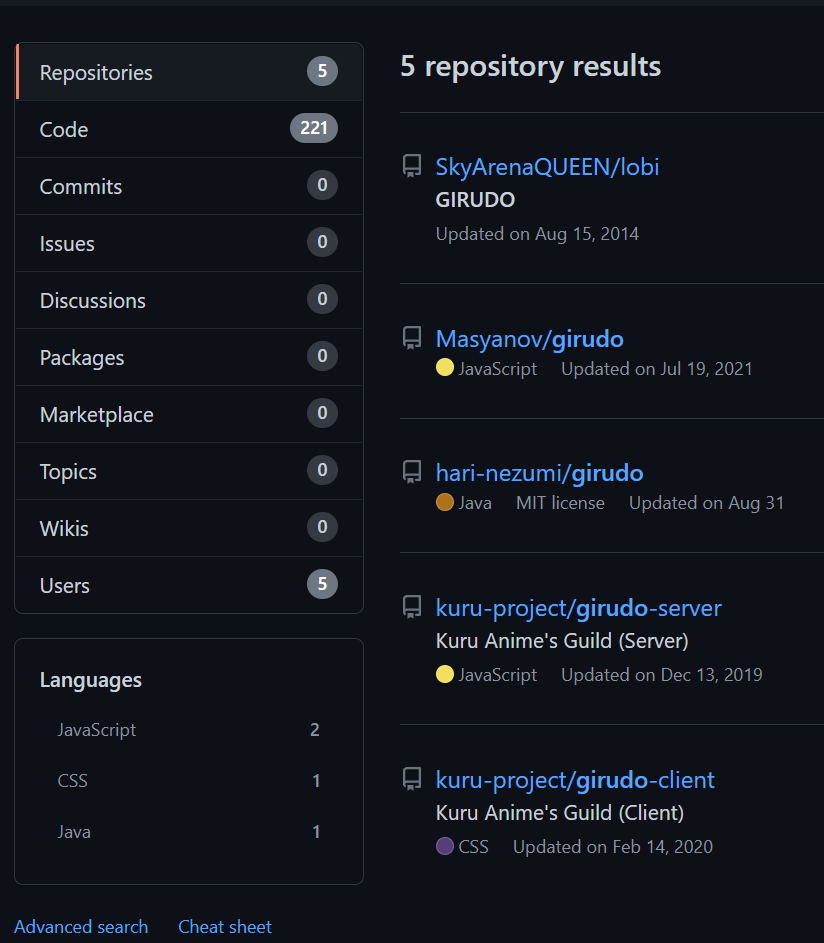 Repositories 5
Code 221
Commits 0
Issues 0
Discussions 0
Packages 0
Marketplace 0
Topics 0
Wikis 0
Users 5
Languages
JavaScript 2
CSS 1
Java 1
Advanced search Cheat sheet
5 repository results
SkyArenaQUEEN/lobi
GIRUDO
Updated on Aug 15, 2014
Masyanov/girudo
JavaScript Updated on Jul 19, 2021
hari-nezumi/girudo
Java MIT license Updated on Aug 31
kuru-project/girudo-server
Kuru Anime's Guild (Server)
JavaScript Updated on Dec 13, 2019
kuru-project/girudo-client
Kuru Anime's Guild (Client)
CSS Updated on Feb 14, 2020